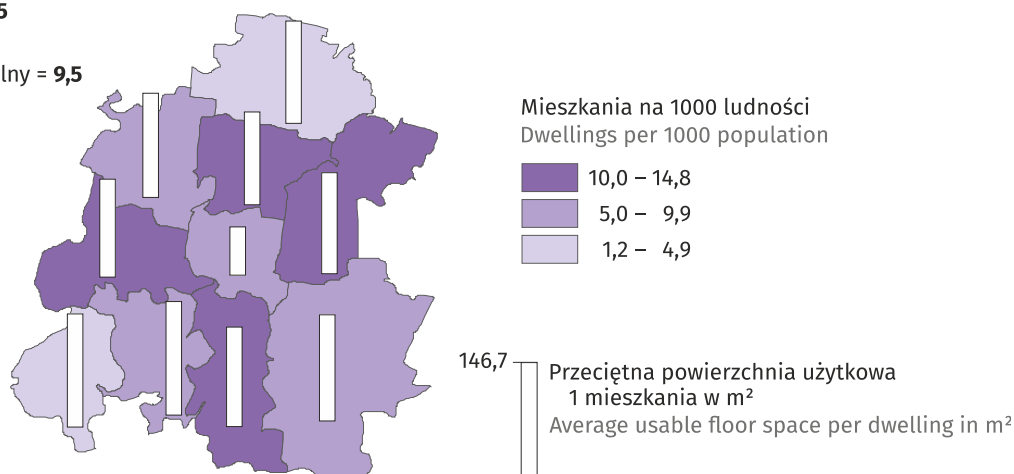 5
lny = 9,5
Mieszkania na 1000 ludności
Dwellings per 1000 population
10,0 – 14,8
5,0 – 9,9
1,2 – 4,9
146,7
Przeciętna powierzchnia użytkowa
1 mieszkania w m²
Average usable floor space per dwelling in m²